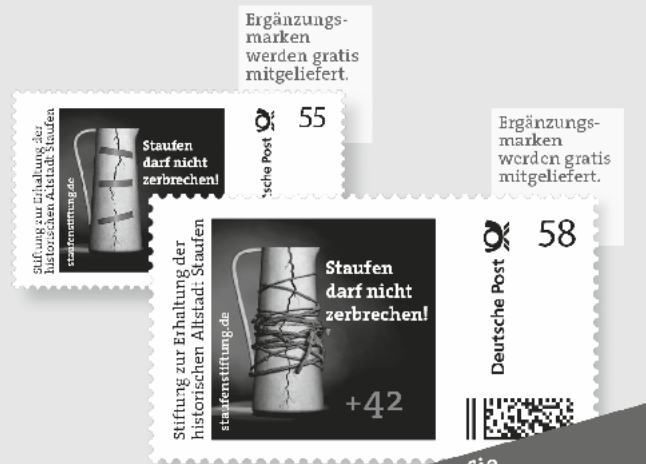 Ergänzungs-
marken
werden gratis
mitgeliefert.
Stiftung zur Erhaltung der
historischen Altstadt Staufen
staufenstiftung.de
Staufen
darf nicht
zerbrechen!
sche Post
55
Ergänzungs-
marken
werden gratis
mitgeliefert.
Stiftung zur Erhaltung der
historischen Altstadt Staufen
staufenstiftung.de
Staufen
darf nicht
zerbrechen!
+42
Deutsche Post
58